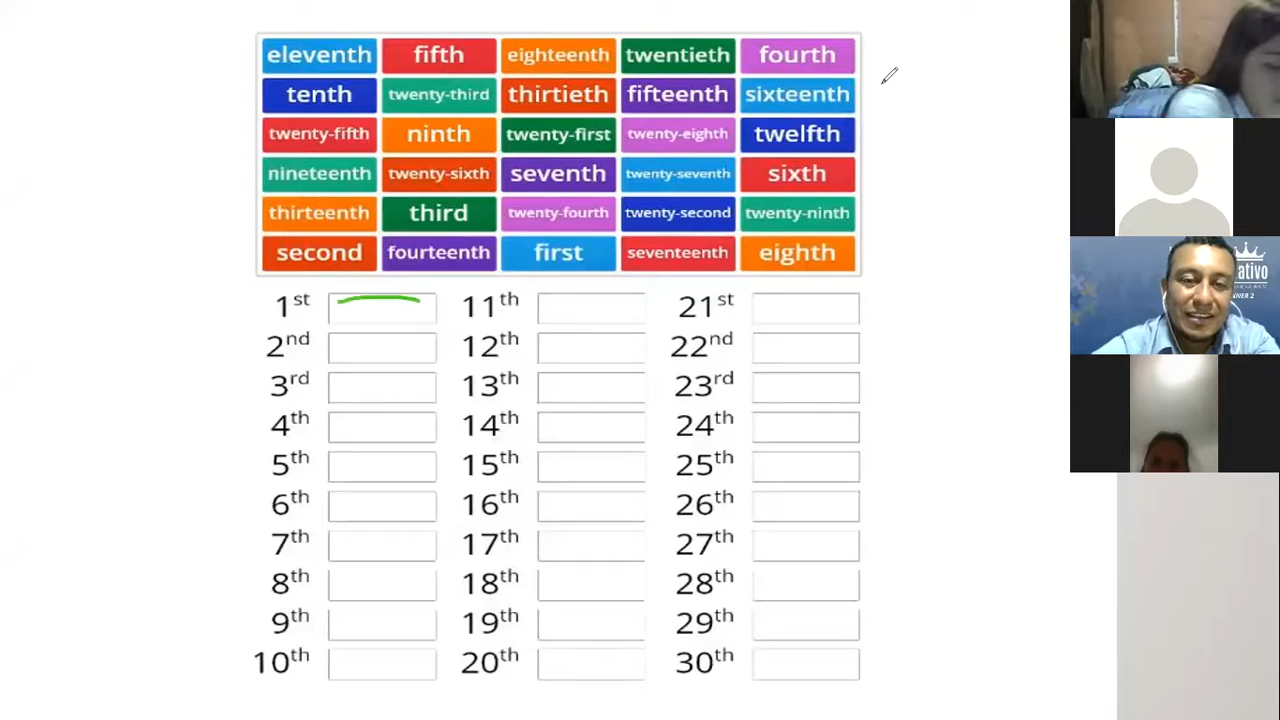 eleventh fifth eighteenth twentieth fourth
tenth twenty-third thirtieth fifteenth sixteenth
twenty-fifth ninth twenty-first twenty-eighth twelfth
nineteenth twenty-sixth seventh twenty-seventh sixth
thirteenth third twenty-fourth twenty-second twenty-ninth
second fourteenth first seventeenth eighth
1st 11th 21st
2nd 12th 22nd
3rd 13th 23rd
4th 14th 24th
5th 15th 25th
6th 16th 26th
7th 17th 27th
8th 18th 28th
9th 19th 29th
10th 20th 30th